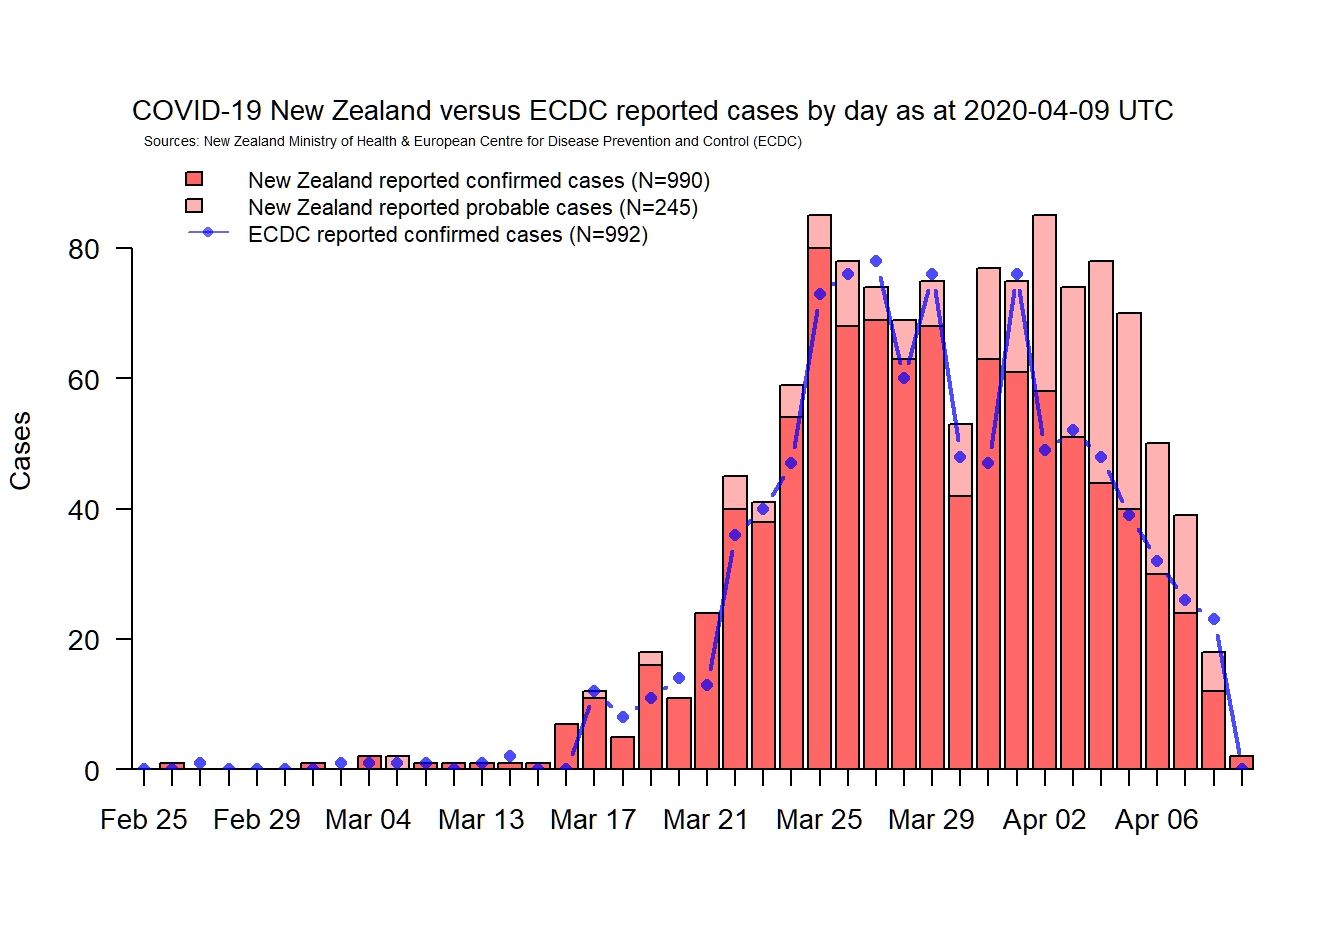 COVID-19 New Zealand versus ECDC reported cases by day as at 2020-04-09 UTC
Sources: New Zealand Ministry of Health & European Centre for Disease Prevention and Control (ECDC)
New Zealand reported confirmed cases (N=990)
New Zealand reported probable cases (N=245)
ECDC reported confirmed cases (N=992)
80
60
40
20
0
Cases
Feb 25 Feb 29 Mar 04 Mar 13 Mar 17 Mar 21 Mar 25 Mar 29 Apr 02 Apr 06